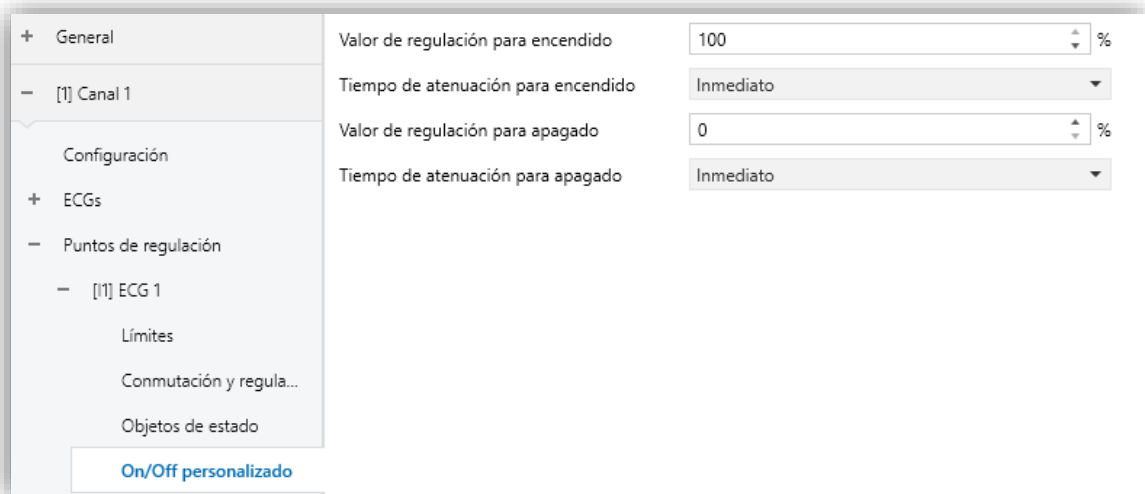 + General
− [1] Canal 1
Configuración
+ ECGs
− Puntos de regulación
− [I1] ECG 1
Límites
Conmutación y regula...
Objetos de estado
On/Off personalizado
Valor de regulación para encendido 100 %
Tiempo de atenuación para encendido Inmediato
Valor de regulación para apagado 0 %
Tiempo de atenuación para apagado Inmediato